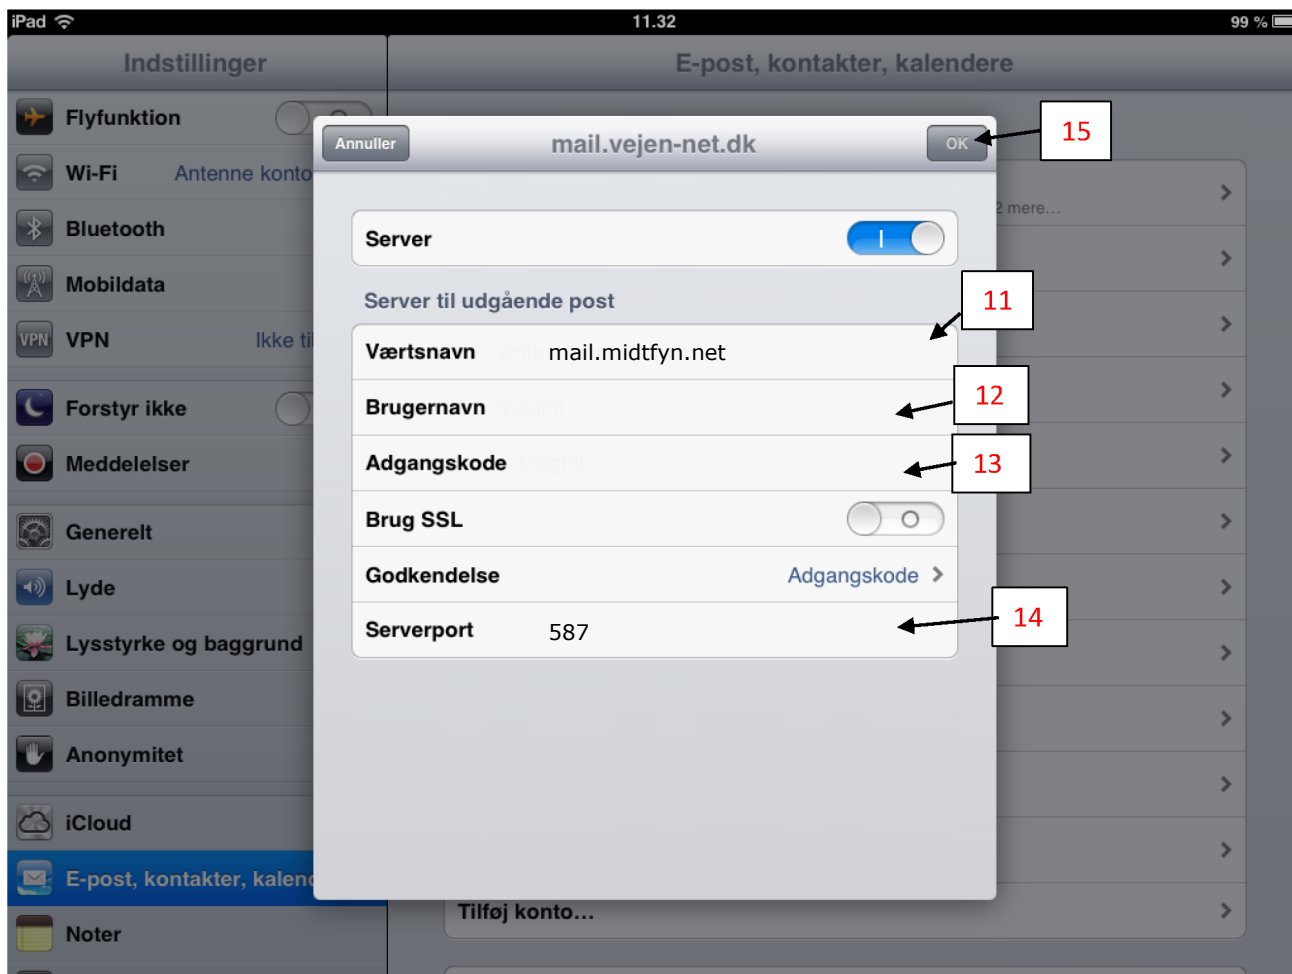 iPad 11.32 99 %
Indstillinger
E-post, kontakter, kalendere
Flyfunktion
Wi-Fi Antenne konto
Bluetooth
Mobildata
VPN VPN Ikke til
Forstyr ikke
Meddelelser
Generelt
Lyde
Lysstyrke og baggrund
Billedramme
Anonymitet
iCloud
E-post, kontakter, kalend
Noter
Annuller mail.vejen-net.dk OK 15
2 mere...
Server
Server til udgående post
11
Værtsnavn mail.midtfyn.net
Brugernavn Valgfrit 12
Adgangskode Valgfrit 13
Brug SSL
Godkendelse Adgangskode
Serverport 587 14
Tilføj konto...